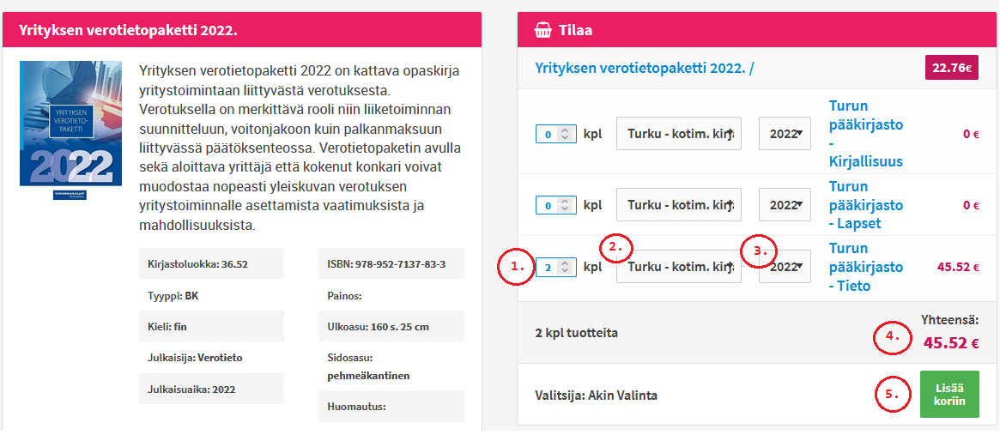 Yrityksen verotietopaketti 2022.
YRITYKSEN
VEROTIETO-
PAKETTI
2022
VERONMAKSAJAT
Yrityksen verotietopaketti 2022 on kattava opaskirja
yritystoimintaan liittyvästä verotuksesta.
Verotuksella on merkittävä rooli niin liiketoiminnan
suunnitteluun, voitonjakoon kuin palkanmaksuun
liittyvässä päätöksenteossa. Verotietopaketin avulla
sekä aloittava yrittäjä että kokenut konkari voivat
muodostaa nopeasti yleiskuvan verotuksen
yritystoiminnalle asettamista vaatimuksista ja
mahdollisuuksista.
Kirjastoluokka: 36.52
ISBN: 978-952-7137-83-3
Tyyppi: BK
Painos:
Kieli: fin
Ulkoasu: 160 s. 25 cm
Julkaisija: Verotieto
Sidosasu:
pehmeäkantinen
Julkaisuaika: 2022
Huomautus:
Tilaa
Yrityksen verotietopaketti 2022. /
22.76€
0 kpl Turku - kotim. kirja 2022
Turun
pääkirjasto
-
Kirjallisuus
0 €
0 kpl Turku - kotim. kirja 2022
Turun
pääkirjasto
- Lapset
0 €
1. 2 kpl 2. Turku - kotim. kirja 3. 2022
Turun
pääkirjasto
- Tieto
45.52 €
2 kpl tuotteita
4. Yhteensä:
45.52 €
Valitsija: Akin Valinta
5. Lisää
koriin